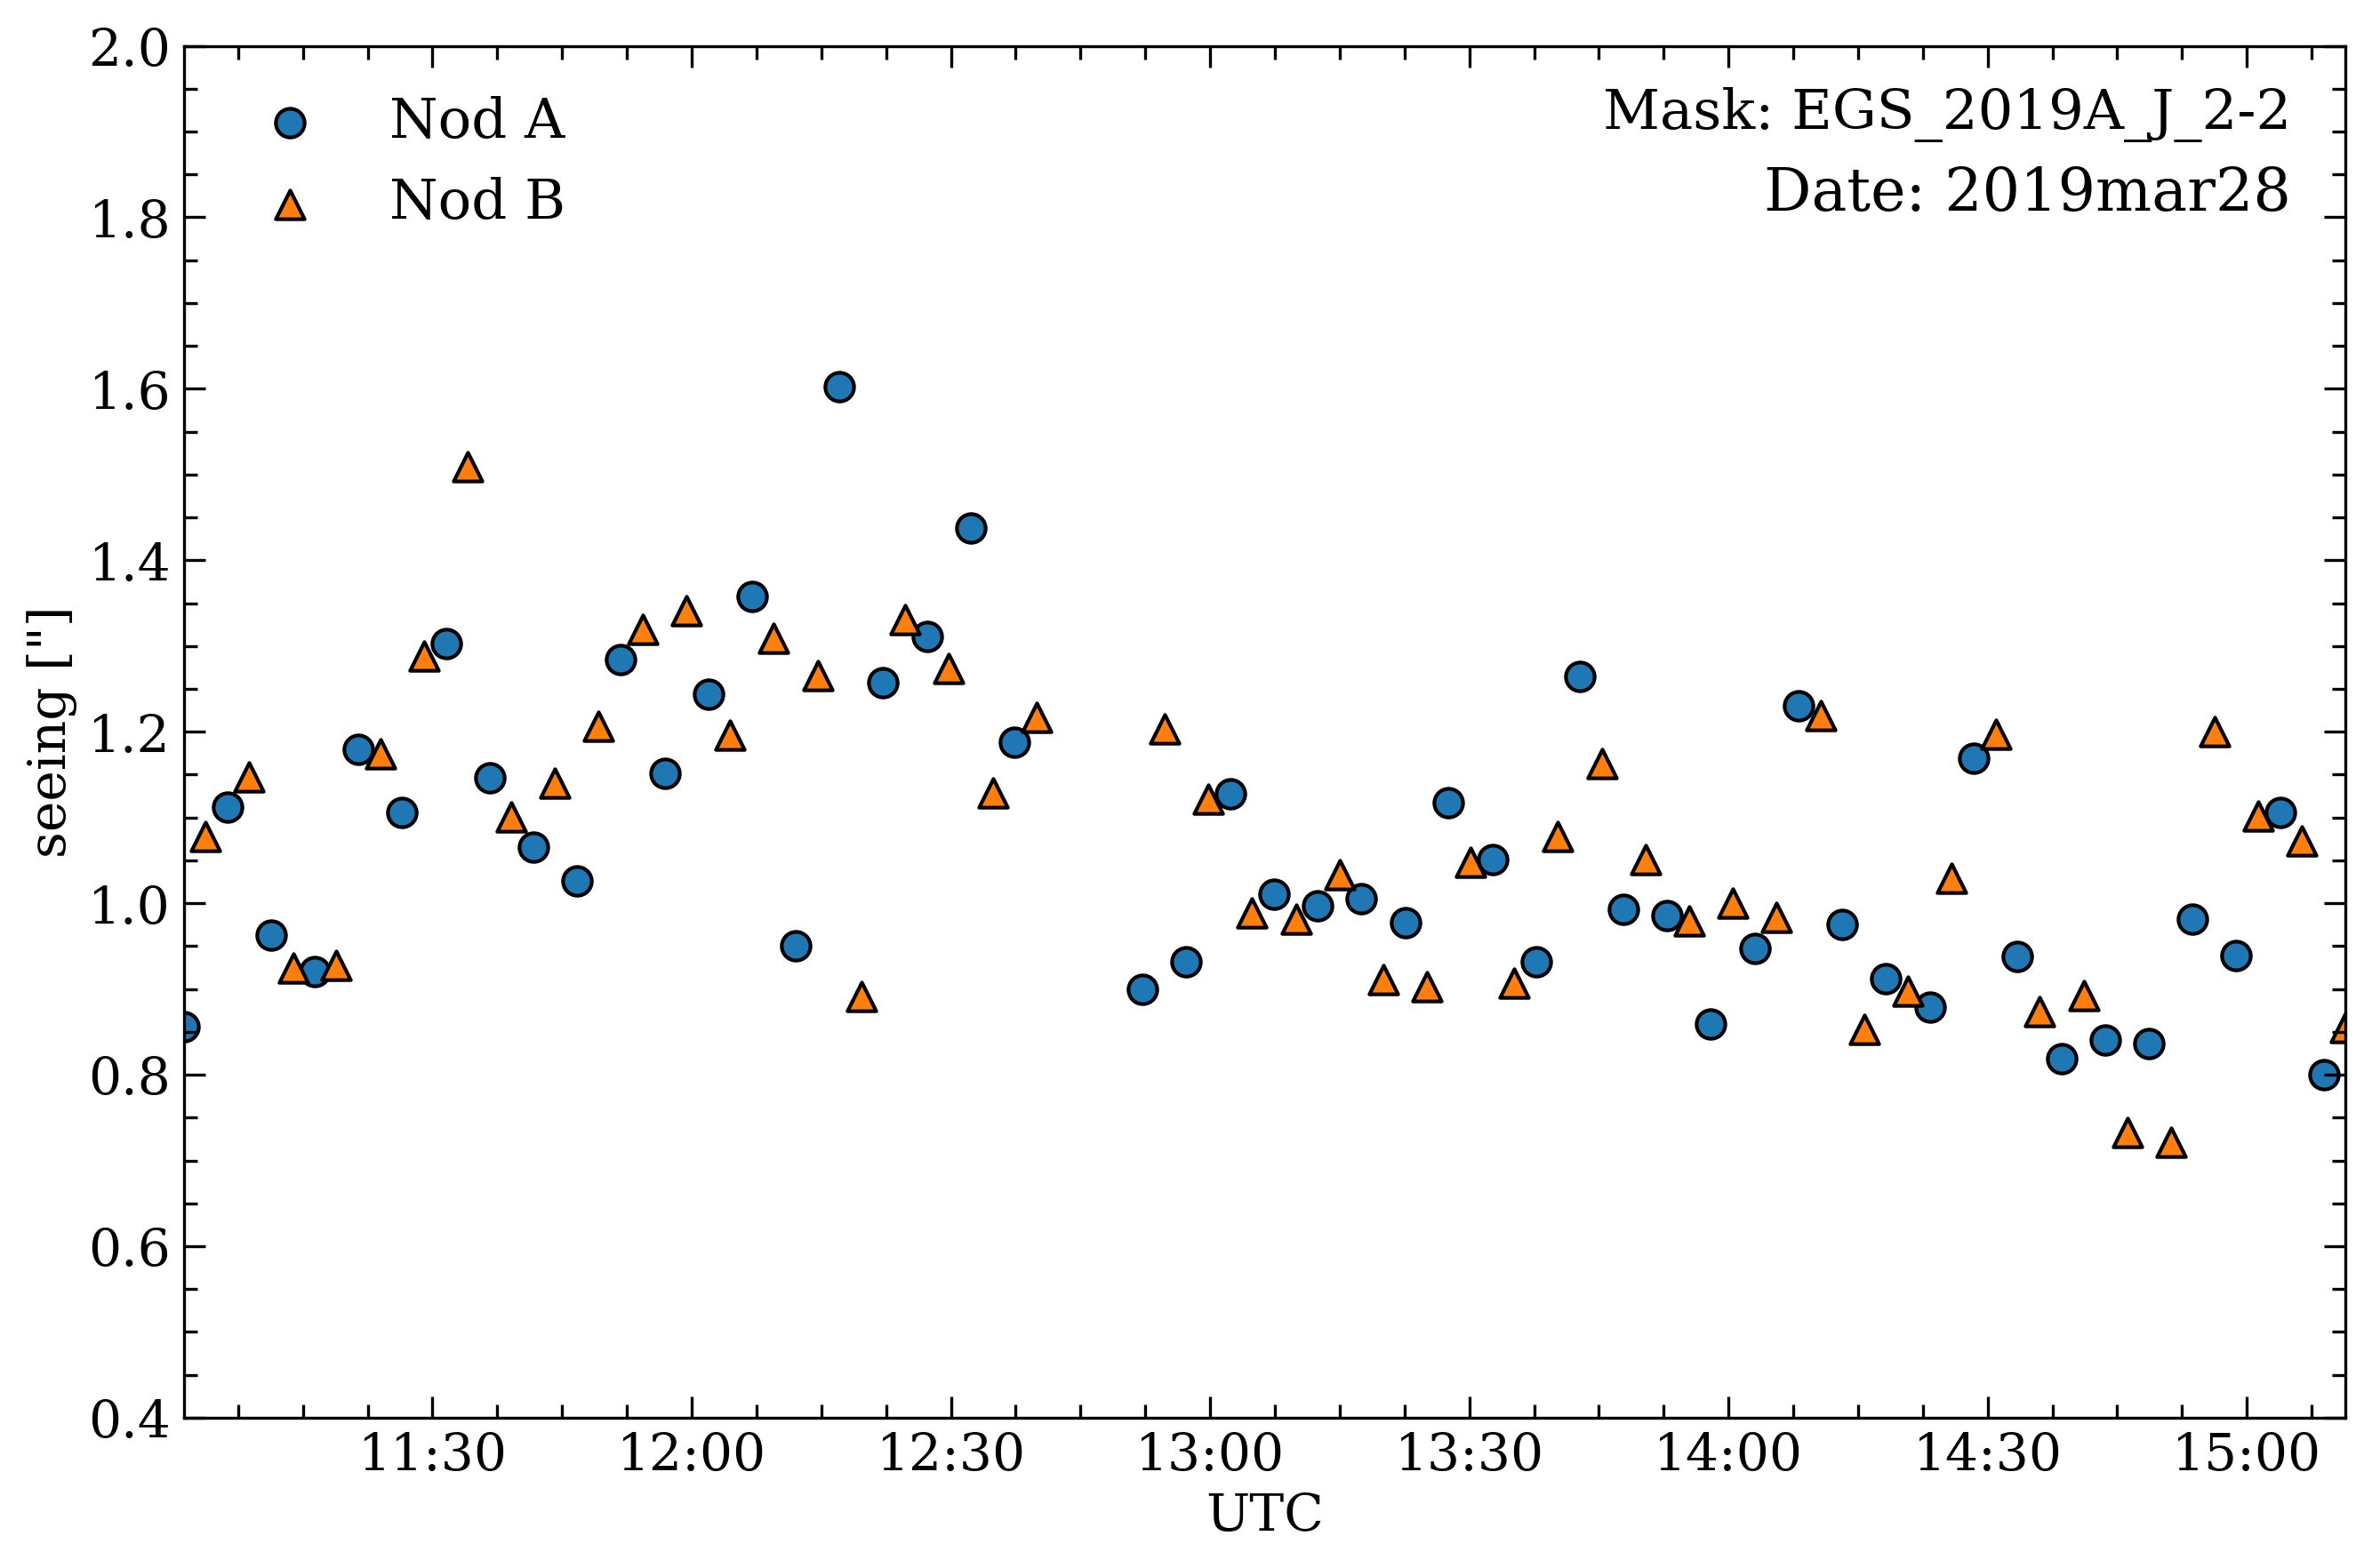 Nod A
Nod B
Mask: EGS_2019A_J_2-2
Date: 2019mar28
seeing ["]
2.0
1.8
1.6
1.4
1.2
1.0
0.8
0.6
0.4
11:30 12:00 12:30 13:00 13:30 14:00 14:30 15:00
UTC